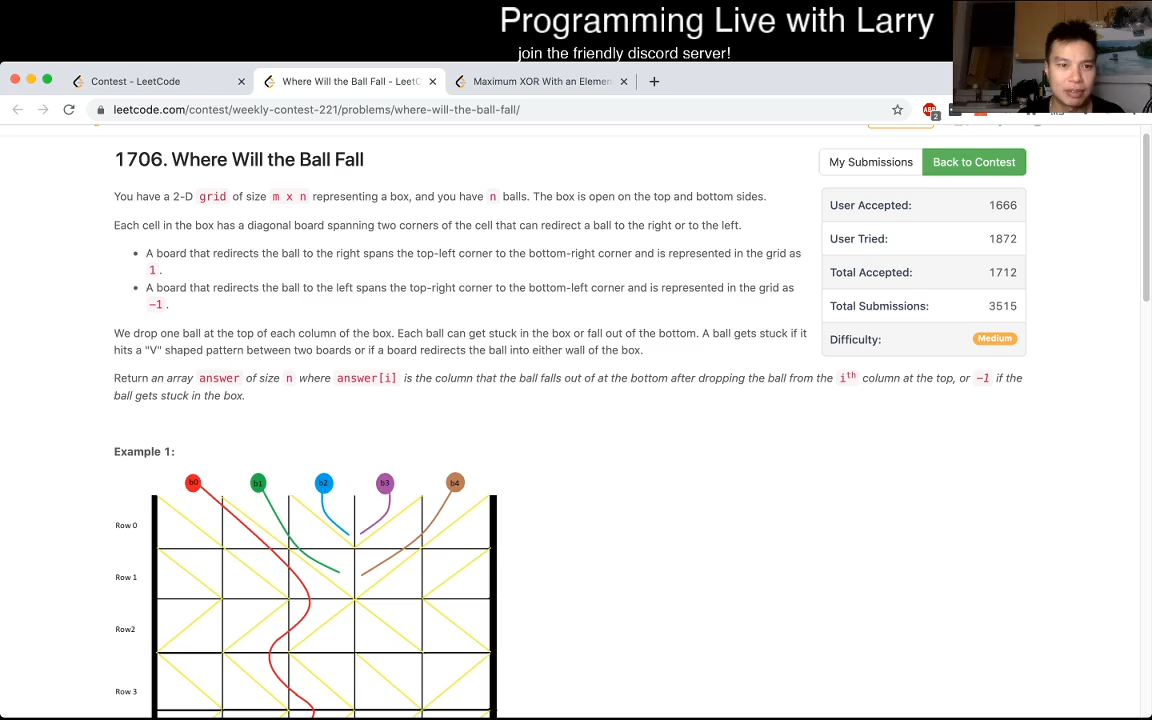 Programming Live with Larry
join the friendly discord server!
Contest - LeetCode
Where Will the Ball Fall - LeetC
Maximum XOR With an Elemen
leetcode.com/contest/weekly-contest-221/problems/where-will-the-ball-fall/
ABP
2
1706. Where Will the Ball Fall
My Submissions
Back to Contest
You have a 2-D grid of size m x n representing a box, and you have n balls. The box is open on the top and bottom sides.
Each cell in the box has a diagonal board spanning two corners of the cell that can redirect a ball to the right or to the left.
• A board that redirects the ball to the right spans the top-left corner to the bottom-right corner and is represented in the grid as
1.
• A board that redirects the ball to the left spans the top-right corner to the bottom-left corner and is represented in the grid as
-1.
We drop one ball at the top of each column of the box. Each ball can get stuck in the box or fall out of the bottom. A ball gets stuck if it
hits a "V" shaped pattern between two boards or if a board redirects the ball into either wall of the box.
Return an array answer of size n where answer[i] is the column that the ball falls out of at the bottom after dropping the ball from the ith column at the top, or -1 if the
ball gets stuck in the box.
User Accepted: 1666
User Tried: 1872
Total Accepted: 1712
Total Submissions: 3515
Difficulty: Medium
Example 1:
b0 b1 b2 b3 b4
Row 0
Row 1
Row2
Row 3